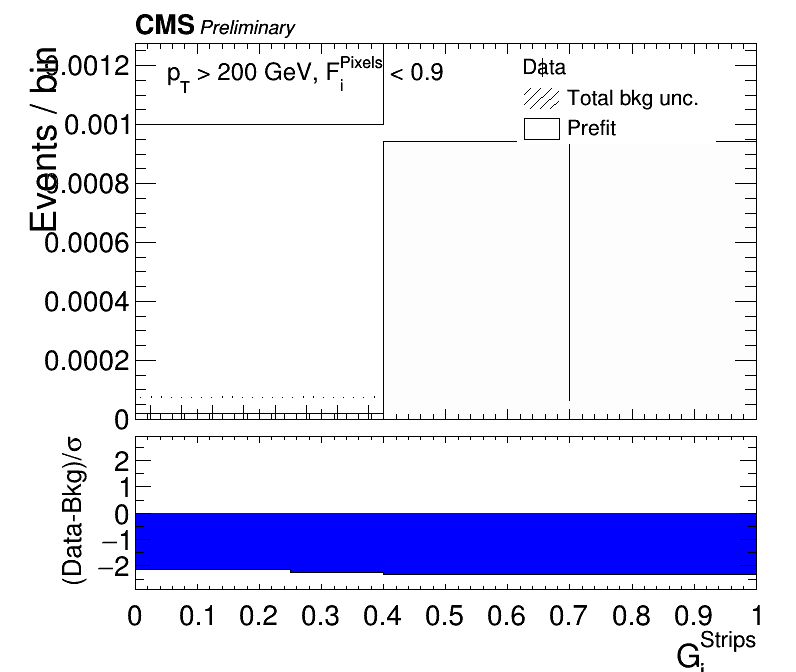 CMS Preliminary
Events / bin
0.0012
0.001
0.0008
0.0006
0.0004
0.0002
0
p_T > 200 GeV, F_i^Pixels < 0.9
Data
Total bkg unc.
Prefit
(Data-Bkg)/σ
2
1
0
−1
−2
0 0.1 0.2 0.3 0.4 0.5 0.6 0.7 0.8 0.9 1
G_i^Strips